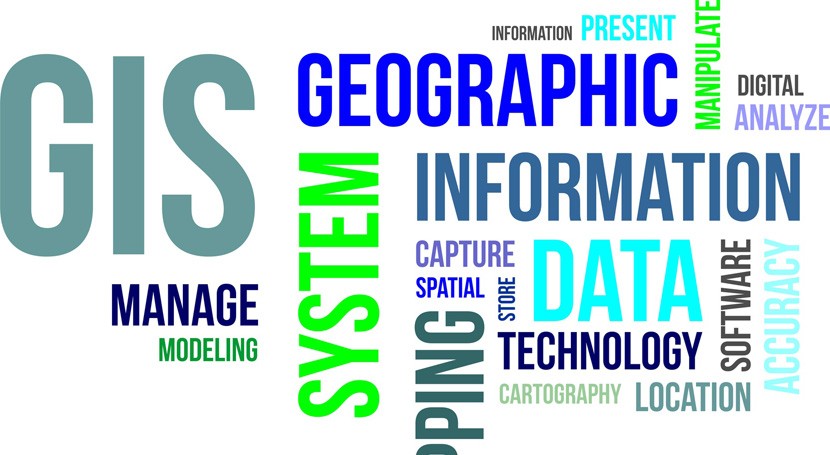 INFORMATION
PRESENT
GIS
GEOGRAPHIC
MANIPULATE
DIGITAL
ANALYZE
SYSTEM
INFORMATION
CAPTURE
DATA
SOFTWARE
ACCURACY
SPATIAL
STORE
MANAGE
MODELING
PPING
TECHNOLOGY
CARTOGRAPHY
LOCATION